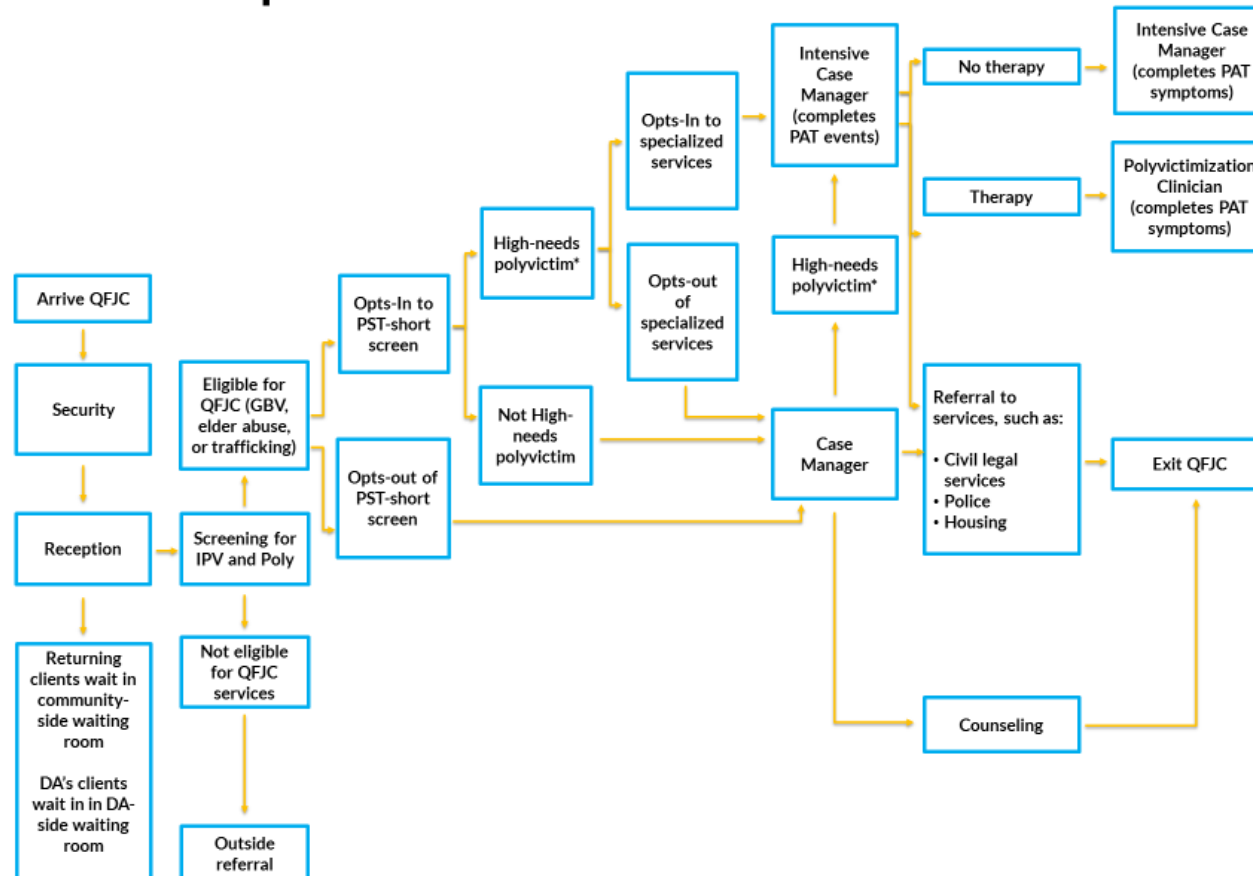 Arrive QFJC
Security
Reception
Returning
clients wait in
community-
side waiting
room
DA's clients
wait in in DA-
side waiting
room
Eligible for
QFJC (GBV,
elder abuse,
or trafficking)
Screening for
IPV and Poly
Not eligible
for QFJC
services
Outside
referral
Opts-In to
PST-short
screen
Opts-out of
PST-short
screen
High-needs
polyvictim*
Not High-
needs
polyvictim
Opts-In to
specialized
services
Opts-out
of
specialized
services
Intensive
Case
Manager
(completes
PAT events)
High-needs
polyvictim*
Case
Manager
No therapy
Therapy
Referral to
services, such as:
• Civil legal
services
• Police
• Housing
Counseling
Intensive Case
Manager
(completes PAT
symptoms)
Polyvictimization
Clinician
(completes PAT
symptoms)
Exit QFJC